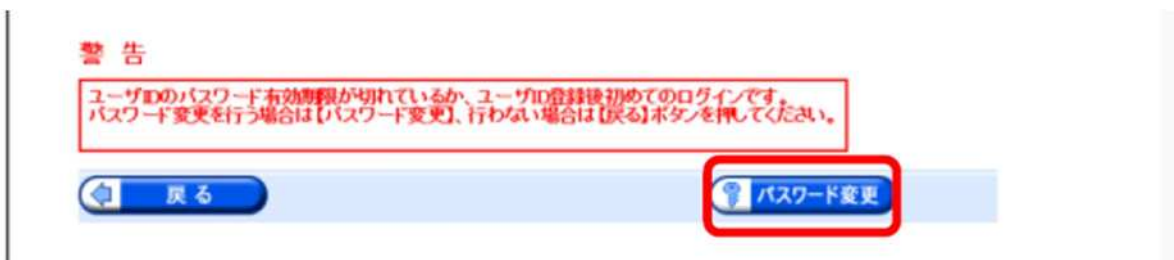 警 告
ユーザIDのパスワード有効期限が切れているか、ユーザID登録後初めてのログインです。
パスワード変更を行う場合は【パスワード変更】、行わない場合は【戻る】ボタンを押してください。
戻る
パスワード変更